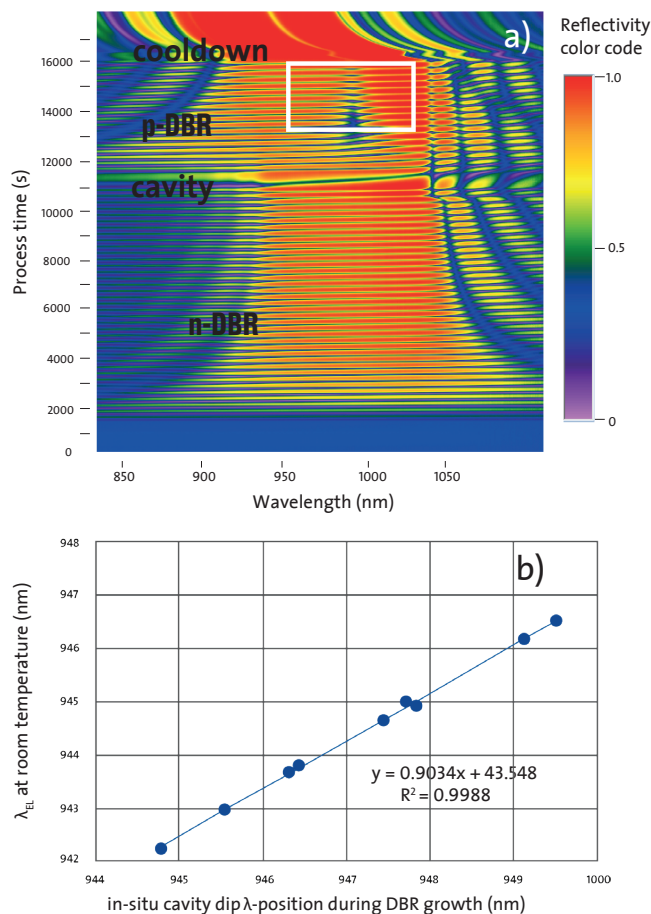 a)
Reflectivity
color code
cooldown
p-DBR
cavity
n-DBR
16000
14000
12000
10000
8000
6000
4000
2000
0
Process time (s)
850
900
950
1000
1050
Wavelength (nm)
1.0
0.5
0
b)
948
947
946
945
944
943
942
λEL at room temperature (nm)
y = 0.9034x + 43.548
R² = 0.9988
944
945
946
947
948
949
1000
in-situ cavity dip λ-position during DBR growth (nm)